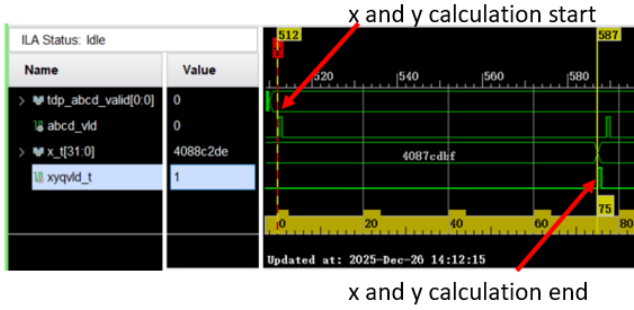 x and y calculation start
ILA Status: Idle
512
587
Name
Value
520
540
560
580
tdp_abcd_valid[0:0]
0
abcd_vld
0
x_t[31:0]
4088c2de
4087cdbf
xyqvld_t
1
75
0
20
40
60
80
Updated at: 2025-Dec-26 14:12:15
x and y calculation end